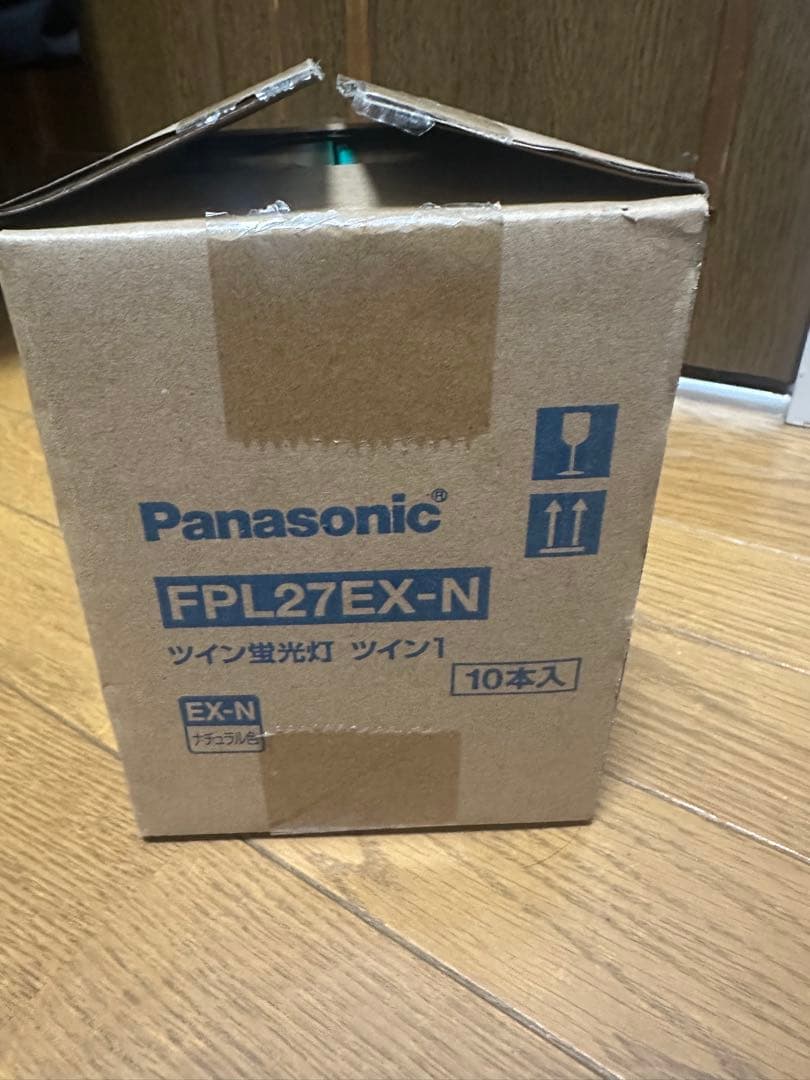 Panasonic®
FPL27EX-N
ツイン蛍光灯 ツイン1
10本入
EX-N
ナチュラル色